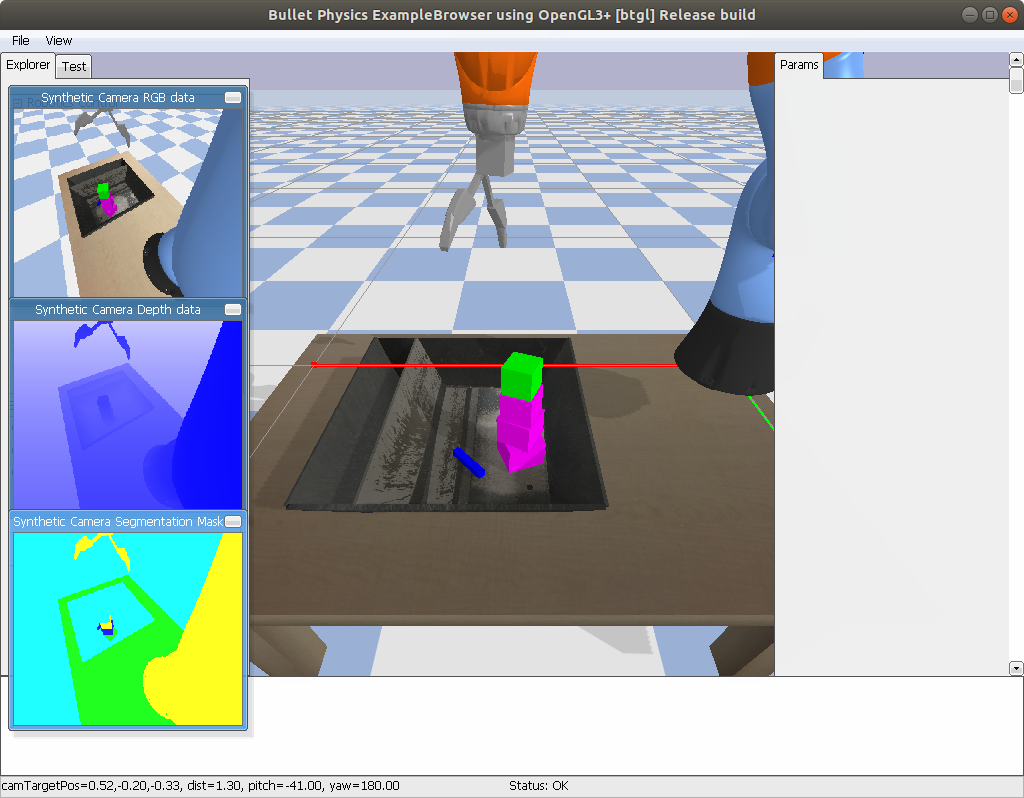 Bullet Physics ExampleBrowser using OpenGL3+ [btgl] Release build
File View
Explorer Test
Params
Synthetic Camera RGB data
Synthetic Camera Depth data
Synthetic Camera Segmentation Mask
camTargetPos=0.52,-0.20,-0.33, dist=1.30, pitch=-41.00, yaw=180.00
Status: OK